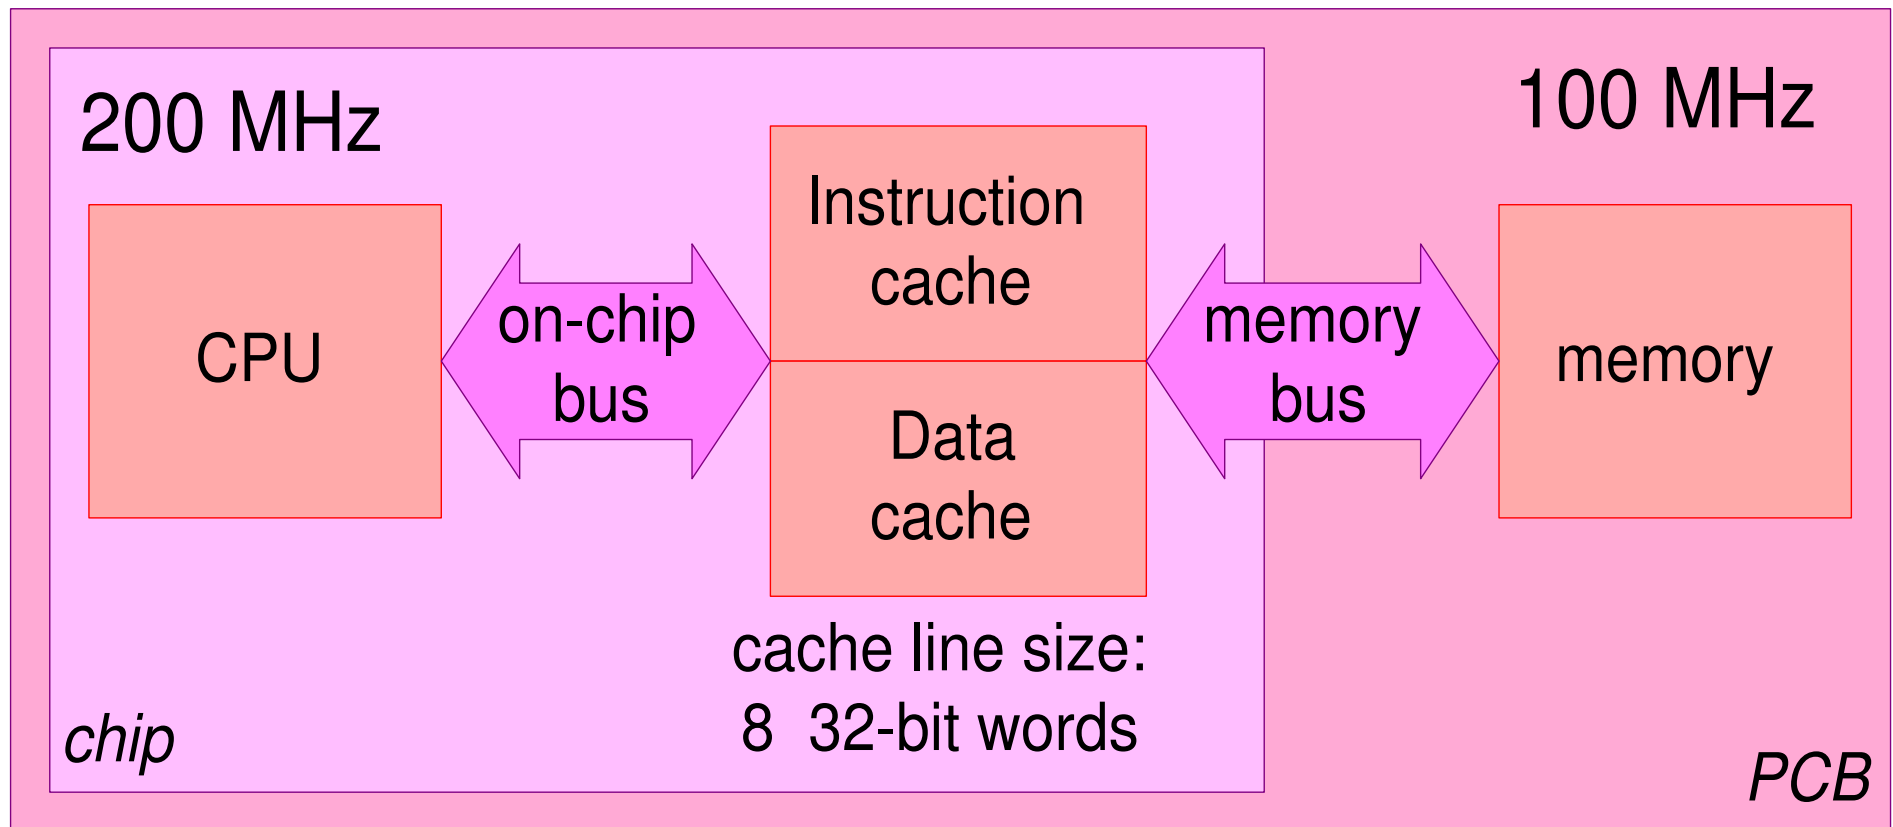 200 MHz
100 MHz
CPU
on-chip
bus
Instruction
cache
Data
cache
memory
bus
memory
cache line size:
8 32-bit words
chip
PCB